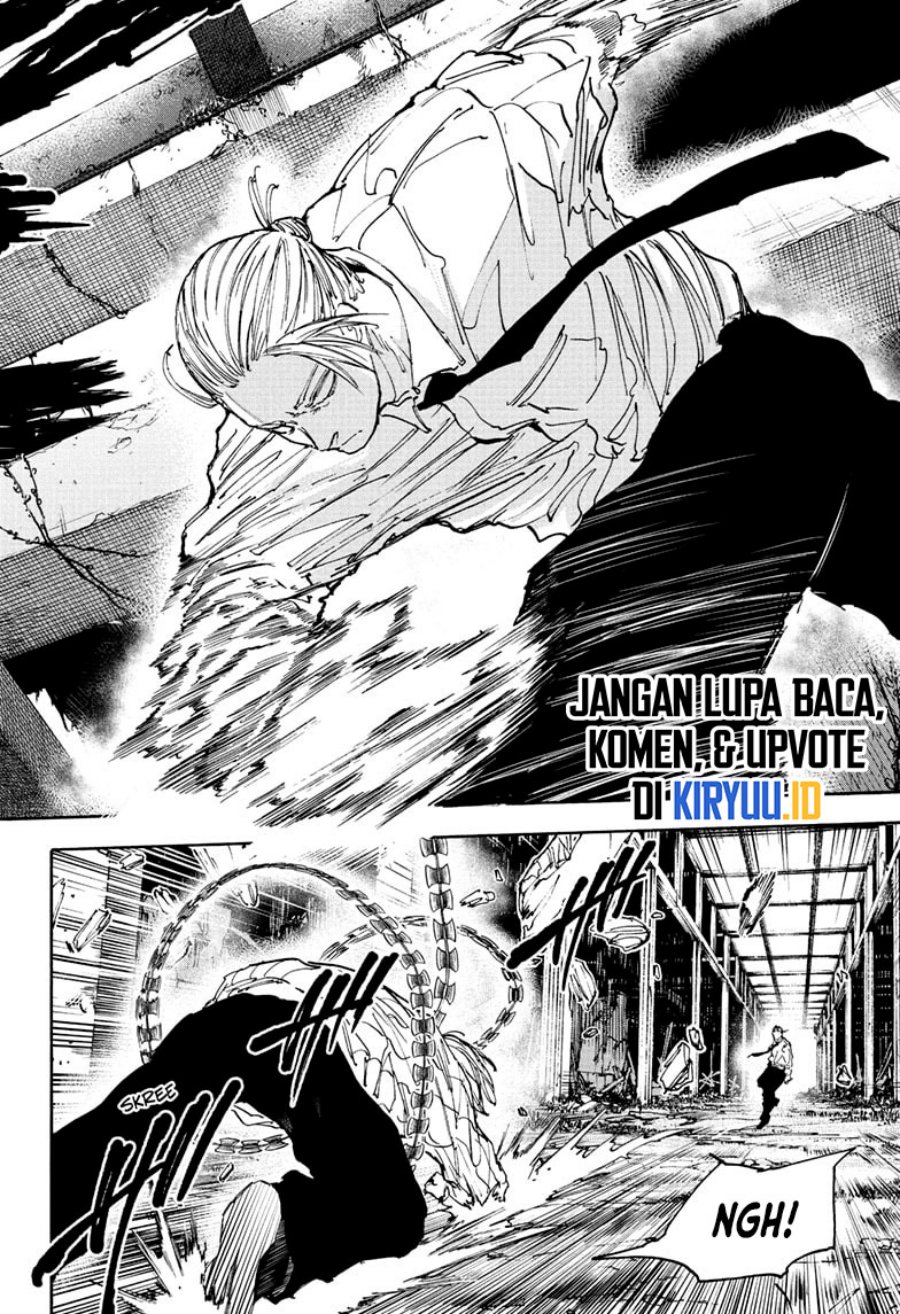 JANGAN LUPA BACA,
KOMEN, & UPVOTE
DI KIRYUU.ID
NGH!
SKREE